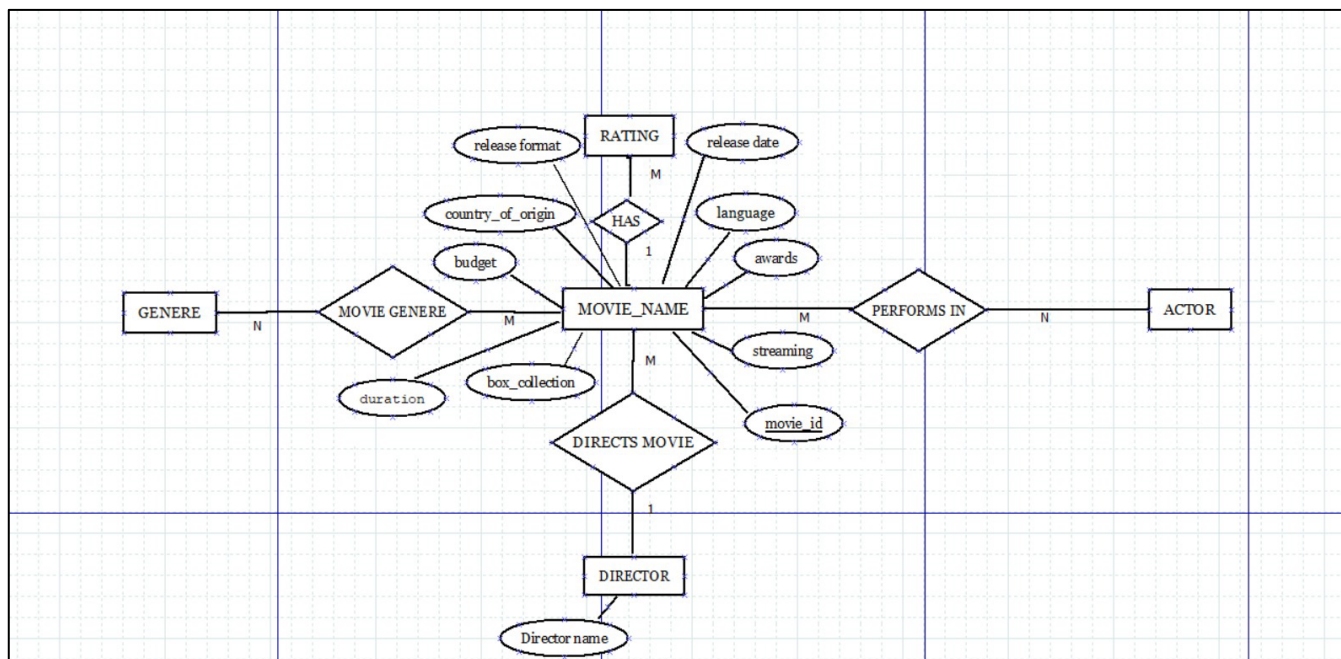 RATING
release format
release date
M
country_of_origin
HAS
language
1
budget
awards
GENERE
N
MOVIE GENERE
M
MOVIE_NAME
M
PERFORMS IN
N
ACTOR
streaming
M
duration
box_collection
movie_id
DIRECTS MOVIE
1
DIRECTOR
Director name